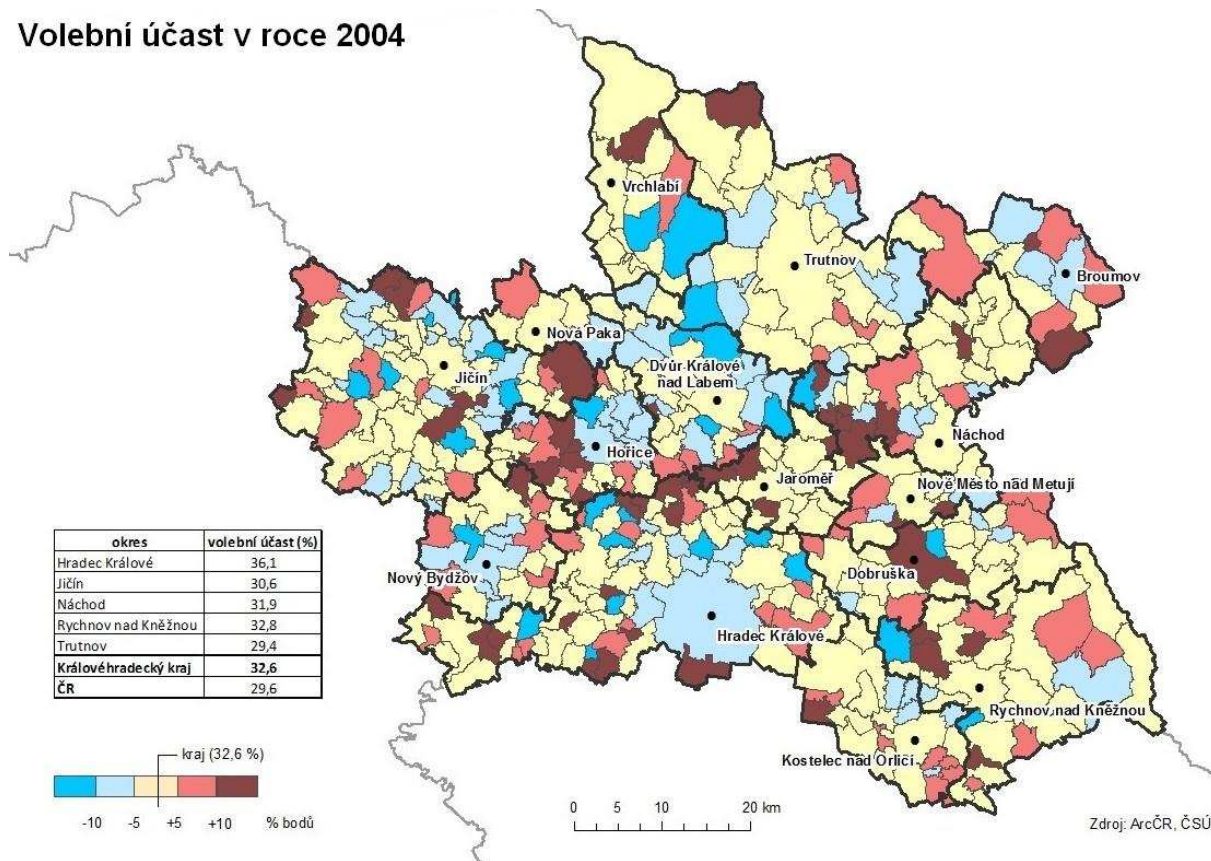 Volební účast v roce 2004
Vrchlabí
Trutnov
Broumov
Nová Paka
Dvůr Králové
nad Labem
Jičín
Hořice
Náchod
Jaroměř
Nové Město nad Metují
Nový Bydžov
Dobruška
Hradec Králové
Rychnov nad Kněžnou
Kostelec nad Orlicí
okres volební účast (%)
Hradec Králové 36,1
Jičín 30,6
Náchod 31,9
Rychnov nad Kněžnou 32,8
Trutnov 29,4
Královéhradecký kraj 32,6
ČR 29,6
kraj (32,6 %)
-10 -5 +5 +10 % bodů
0 5 10 20 km
Zdroj: ArcČR, ČSÚ